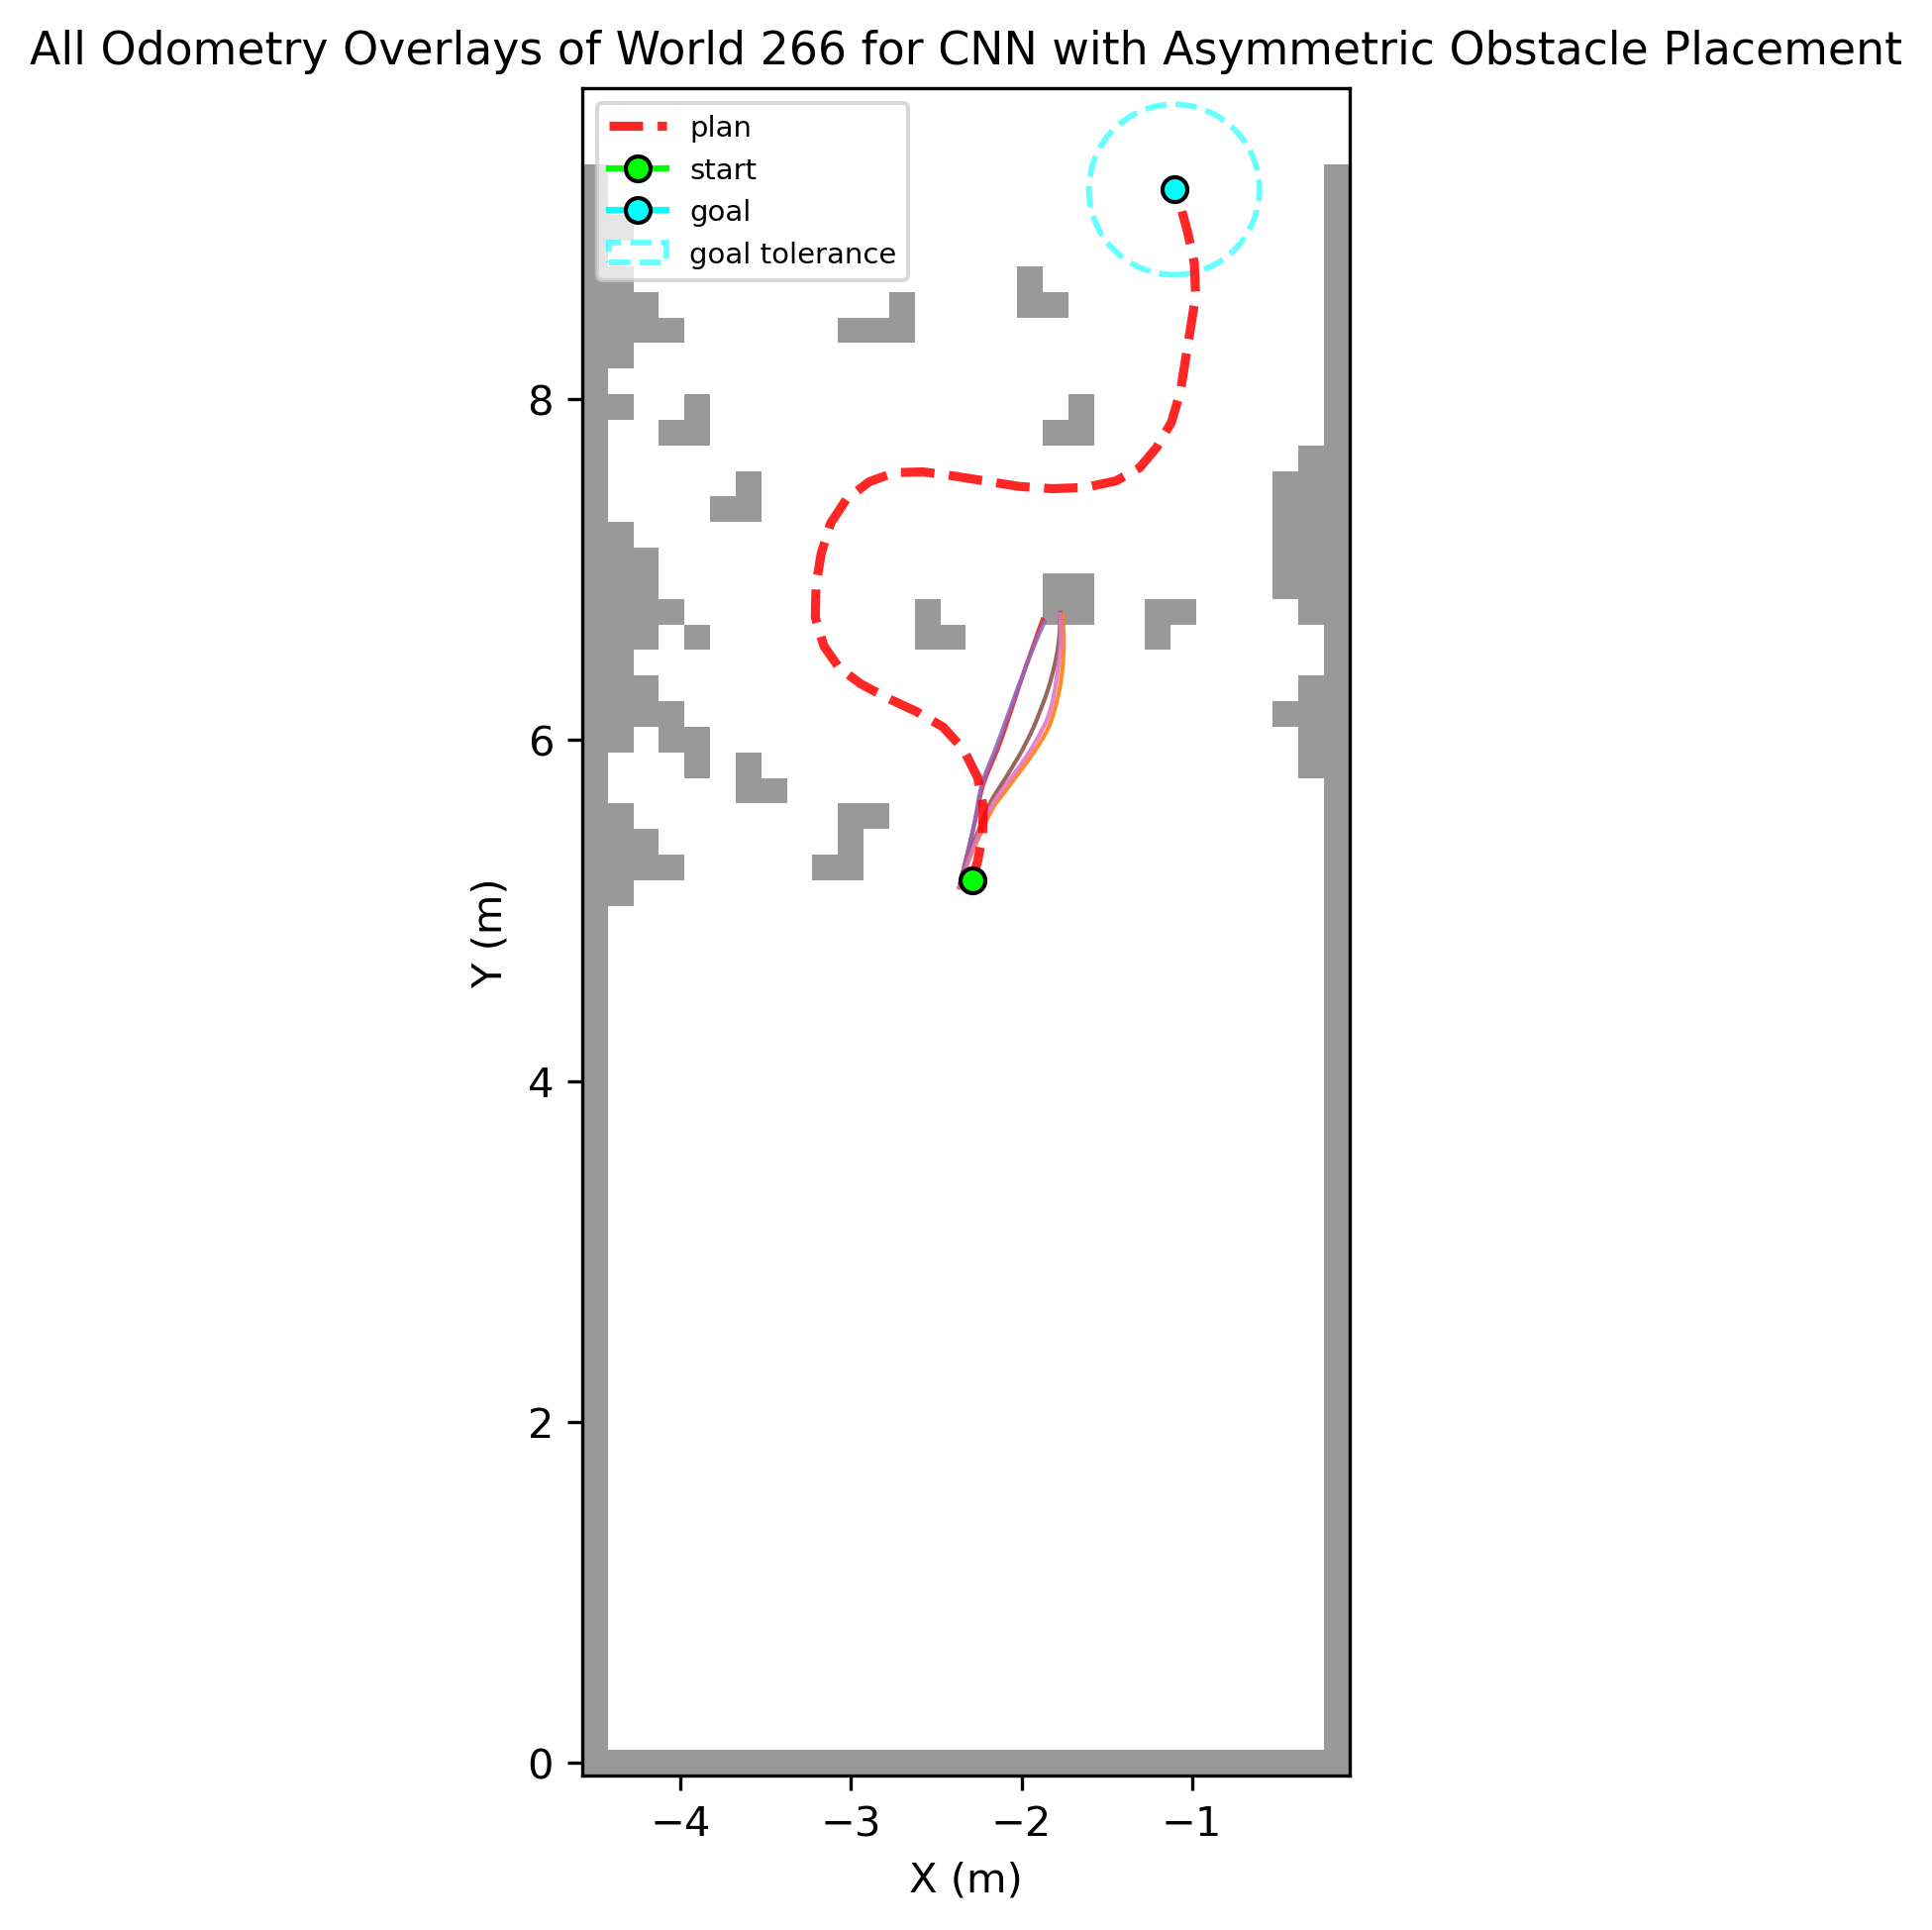 All Odometry Overlays of World 266 for CNN with Asymmetric Obstacle Placement
plan
start
goal
goal tolerance
8
6
4
2
0
Y (m)
−4
−3
−2
−1
X (m)